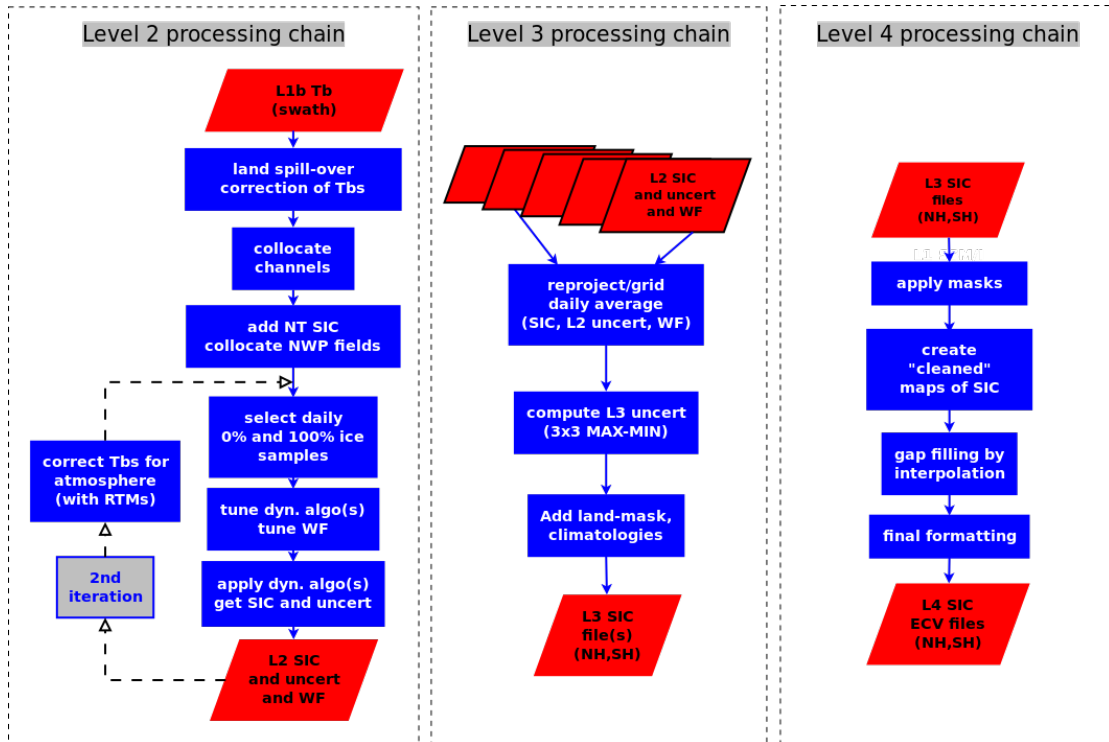 Level 2 processing chain
L1b Tb
(swath)
land spill-over
correction of Tbs
collocate
channels
add NT SIC
collocate NWP fields
select daily
0% and 100% ice
samples
correct Tbs for
atmosphere
(with RTMs)
tune dyn. algo(s)
tune WF
2nd
iteration
apply dyn. algo(s)
get SIC and uncert
L2 SIC
and uncert
and WF
Level 3 processing chain
L2 SIC
and uncert
and WF
reproject/grid
daily average
(SIC, L2 uncert, WF)
compute L3 uncert
(3x3 MAX-MIN)
Add land-mask,
climatologies
L3 SIC
file(s)
(NH,SH)
Level 4 processing chain
L3 SIC
files
(NH,SH)
apply masks
create
"cleaned"
maps of SIC
gap filling by
interpolation
final formatting
L4 SIC
ECV files
(NH,SH)